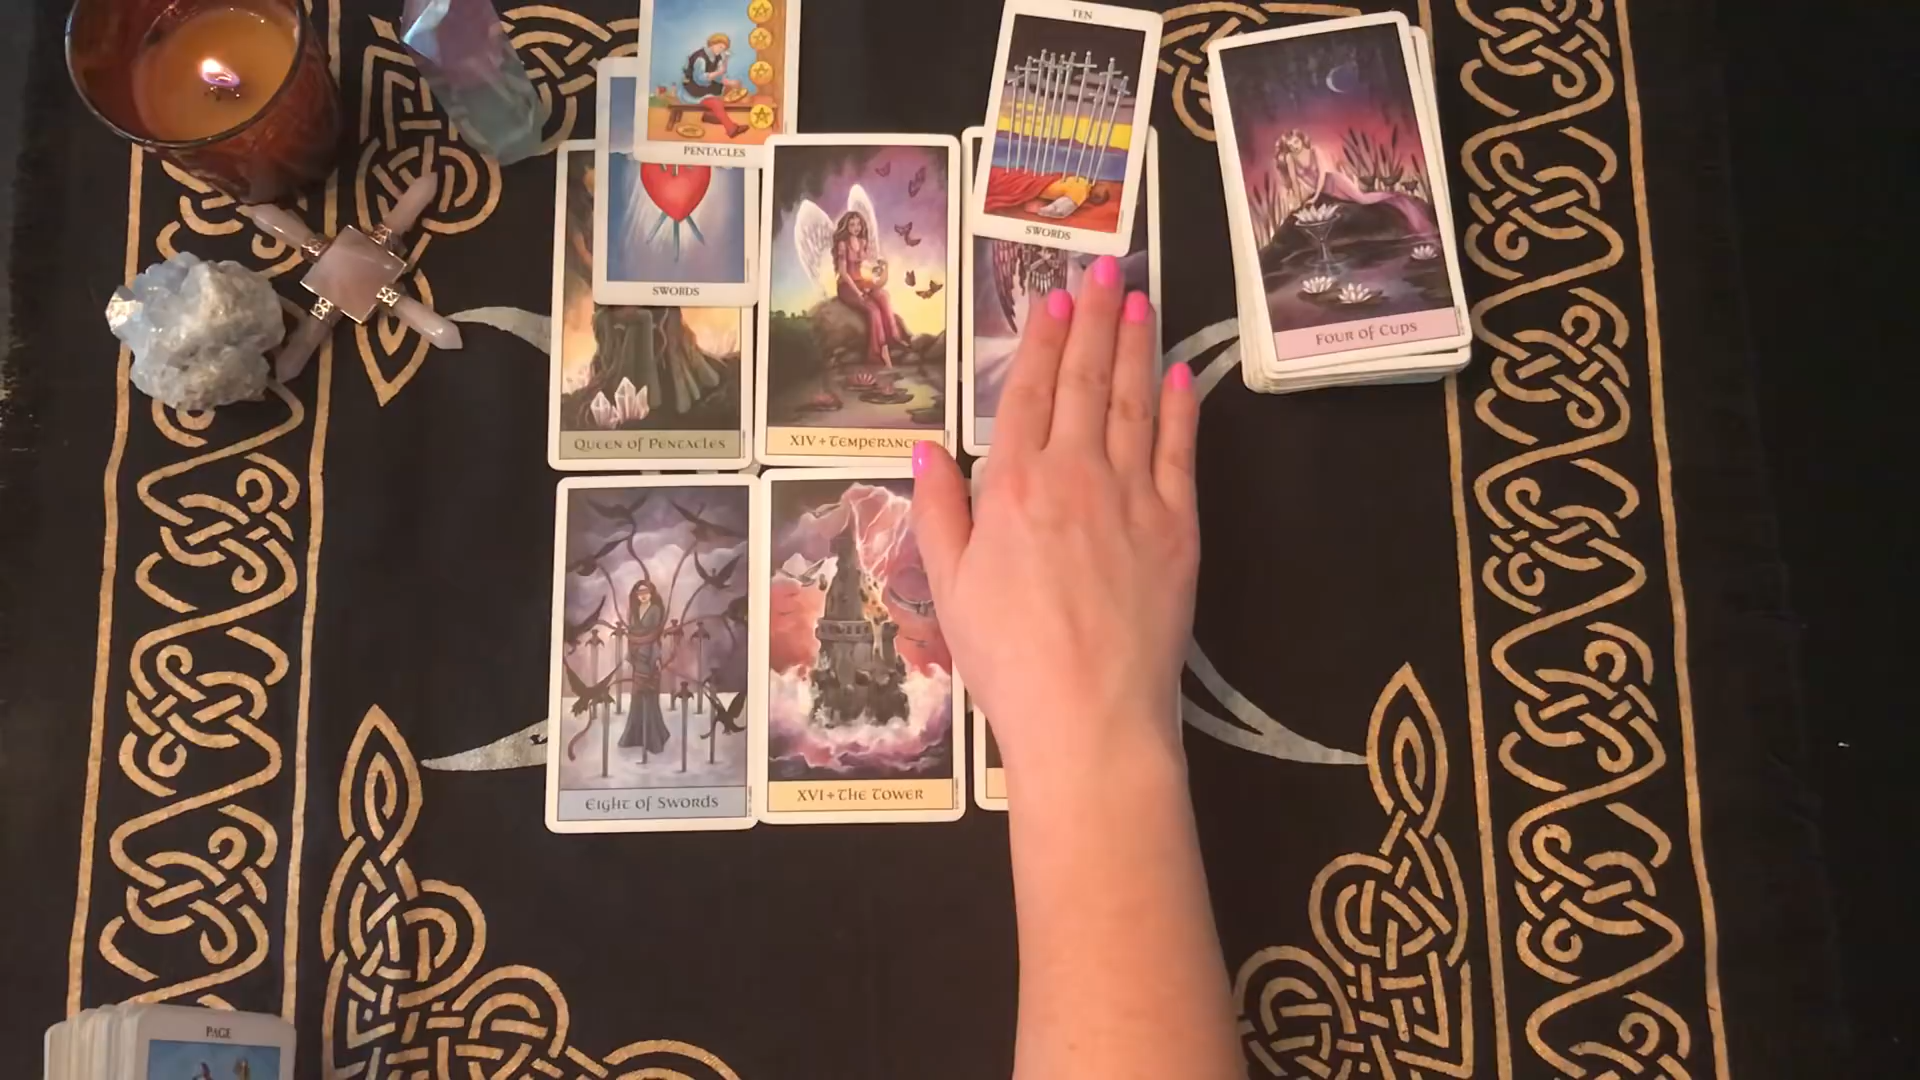 TEN
PENTACLES
SWORDS
SWORDS
FOUR OF CUPS
QUEEN OF PENTACLES
XIV + TEMPERANCE
EIGHT OF SWORDS
XVI + THE TOWER
PAGE